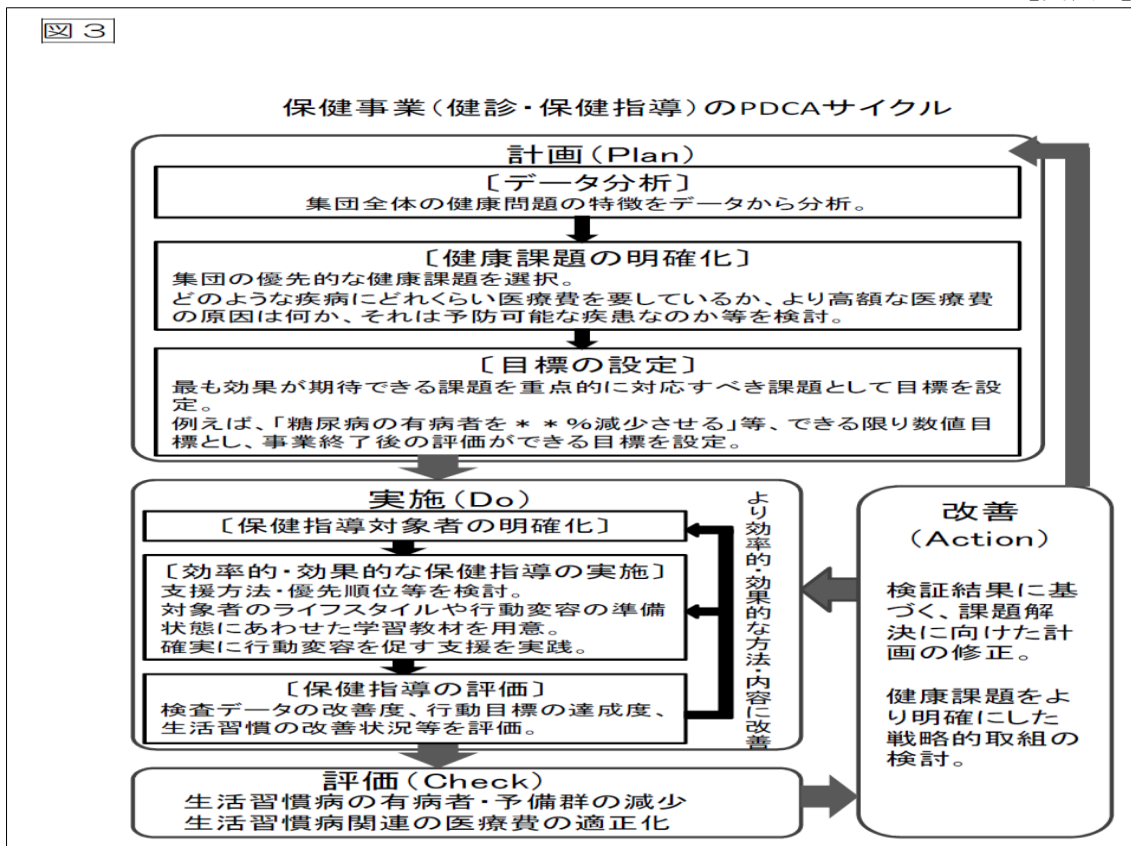 図３
保健事業(健診・保健指導)のPDCAサイクル
計画(Plan)
〔データ分析〕
集団全体の健康問題の特徴をデータから分析。
〔健康課題の明確化〕
集団の優先的な健康課題を選択。
どのような疾病にどれくらい医療費を要しているか、より高額な医療費
の原因は何か、それは予防可能な疾患なのか等を検討。
〔目標の設定〕
最も効果が期待できる課題を重点的に対応すべき課題として目標を設
定。
例えば、「糖尿病の有病者を＊＊%減少させる」等、できる限り数値目
標とし、事業終了後の評価ができる目標を設定。
実施(Do)
〔保健指導対象者の明確化〕
〔効率的・効果的な保健指導の実施〕
支援方法・優先順位等を検討。
対象者のライフスタイルや行動変容の準備
状態にあわせた学習教材を用意。
確実に行動変容を促す支援を実践。
〔保健指導の評価〕
検査データの改善度、行動目標の達成度、
生活習慣の改善状況等を評価。
より効率的・効果的な方法・内容に改善
評価(Check)
生活習慣病の有病者・予備群の減少
生活習慣病関連の医療費の適正化
改善
(Action)
検証結果に基
づく、課題解
決に向けた計
画の修正。
健康課題をよ
り明確にした
戦略的取組の
検討。